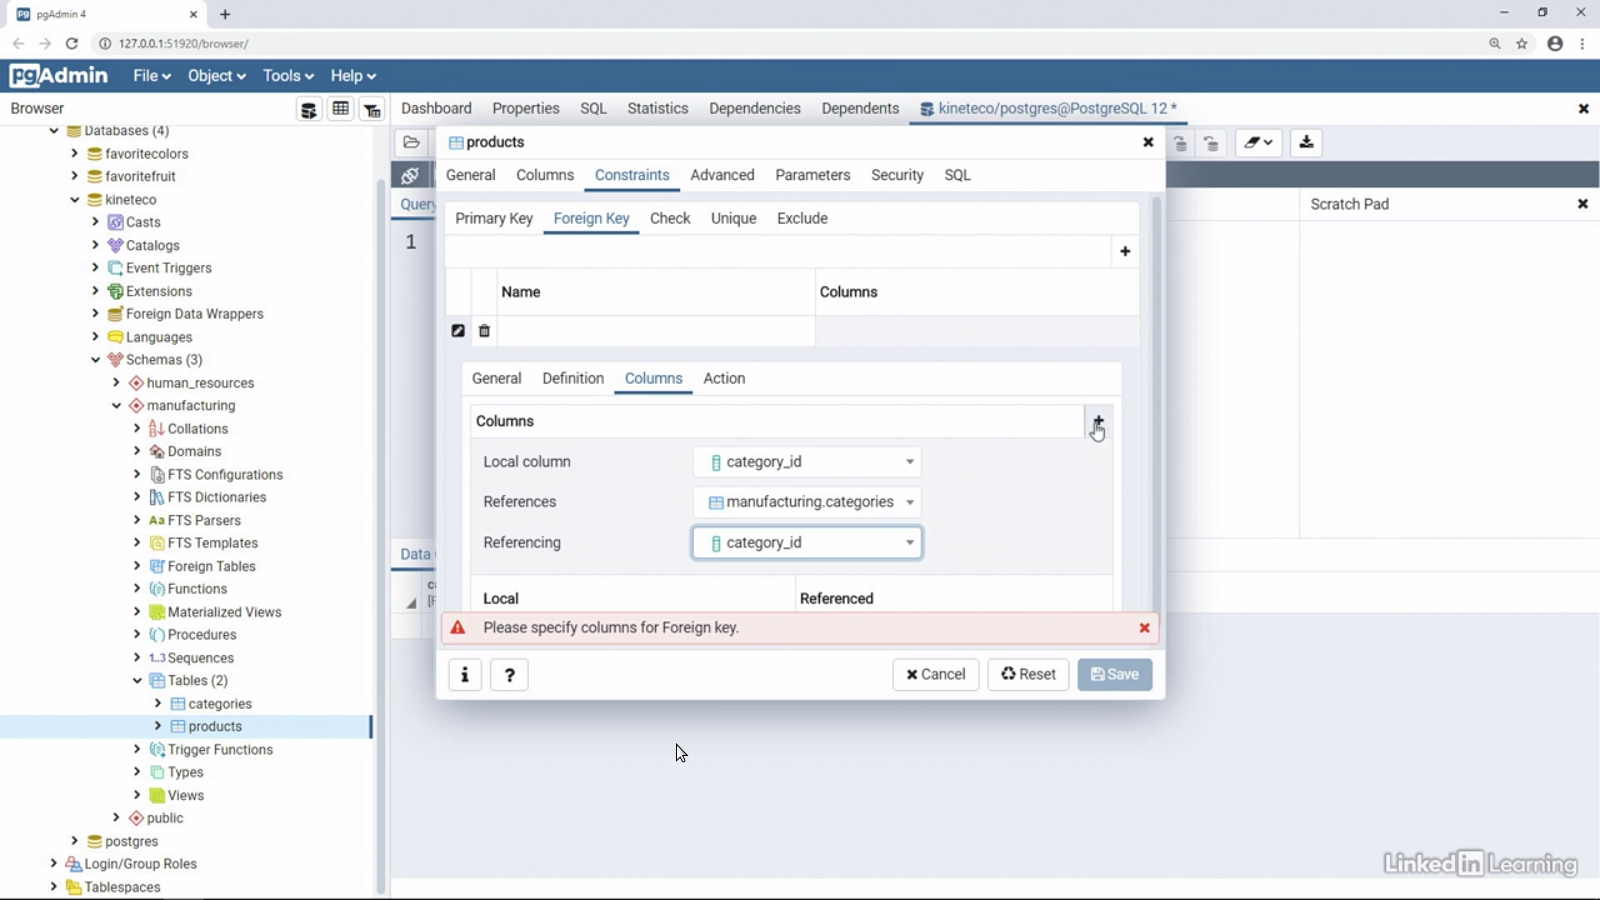 pgAdmin 4
127.0.0.1:51920/browser/
pgAdmin
File
Object
Tools
Help
Browser
Dashboard
Properties
SQL
Statistics
Dependencies
Dependents
kineteco/postgres@PostgreSQL 12 *
Databases (4)
favoritecolors
favoritefruit
kineteco
Casts
Catalogs
Event Triggers
Extensions
Foreign Data Wrappers
Languages
Schemas (3)
human_resources
manufacturing
Collations
Domains
FTS Configurations
FTS Dictionaries
Aa FTS Parsers
FTS Templates
Foreign Tables
Functions
Materialized Views
Procedures
1..3 Sequences
Tables (2)
categories
products
Trigger Functions
Types
Views
public
postgres
Login/Group Roles
Tablespaces
Query
1
Scratch Pad
Data
products
General
Columns
Constraints
Advanced
Parameters
Security
SQL
Primary Key
Foreign Key
Check
Unique
Exclude
Name
Columns
General
Definition
Columns
Action
Columns
Local column
category_id
References
manufacturing.categories
Referencing
category_id
Local
Referenced
Please specify columns for Foreign key.
i
?
Cancel
Reset
Save
Linked in Learning